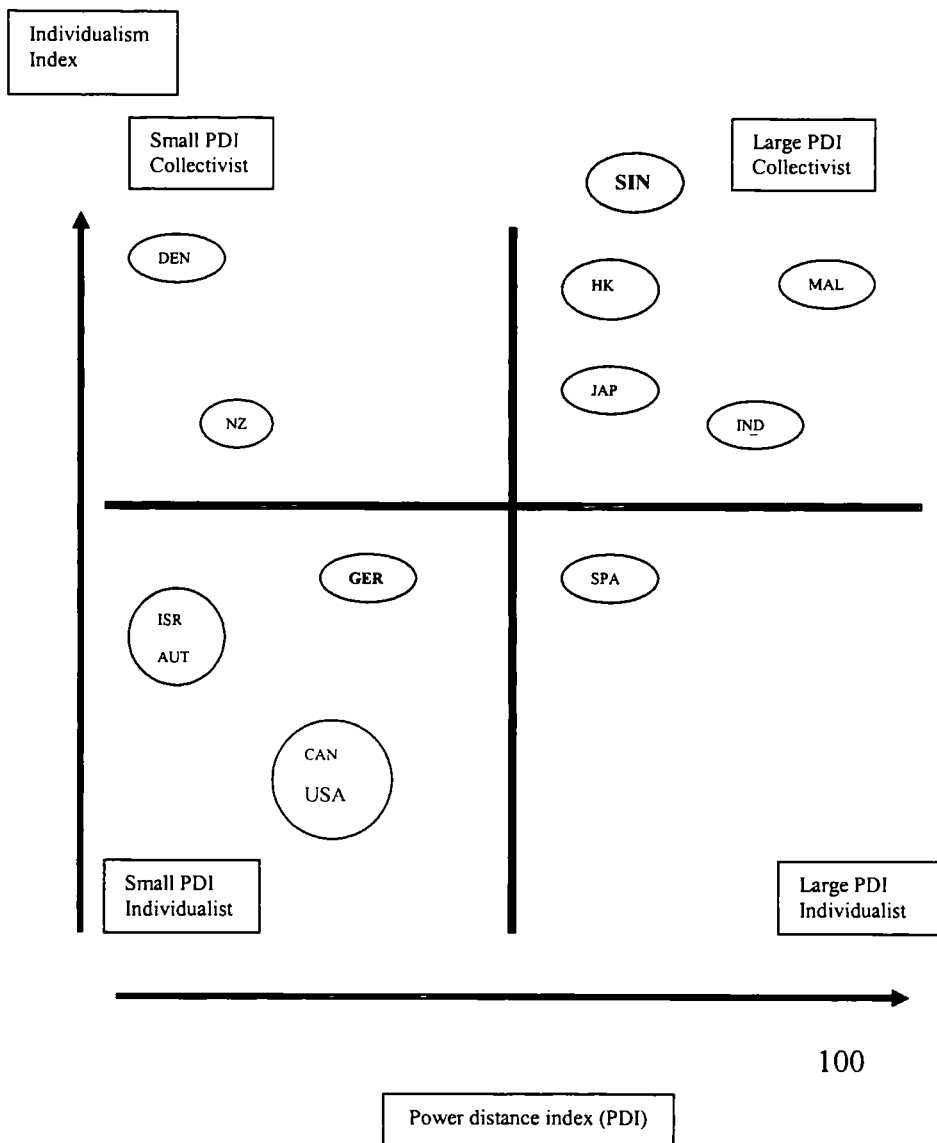 Individualism
Index
Small PDI
Collectivist
Large PDI
Collectivist
SIN
DEN
HK
MAL
JAP
NZ
IND
GER
SPA
ISR
AUT
CAN
USA
Small PDI
Individualist
Large PDI
Individualist
100
Power distance index (PDI)